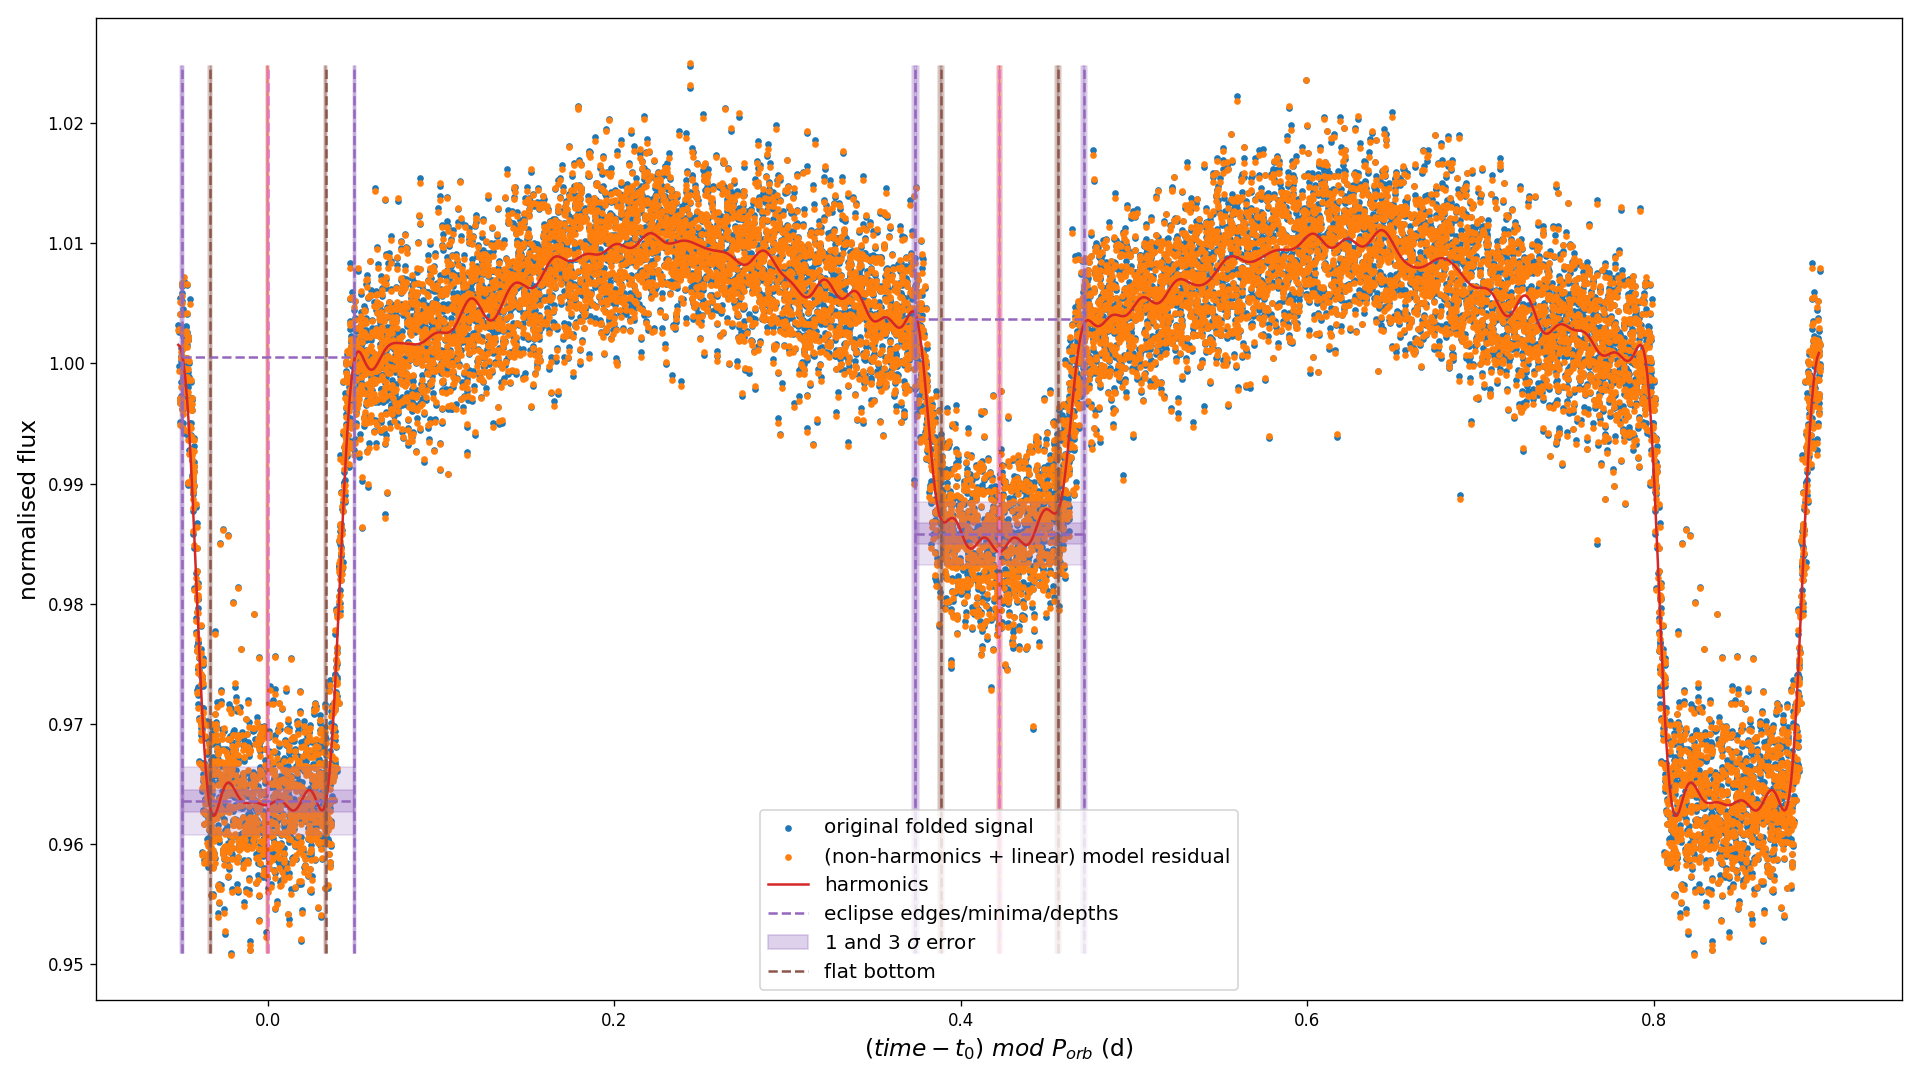 normalised flux
1.02
1.01
1.00
0.99
0.98
0.97
0.96
0.95
original folded signal
(non-harmonics + linear) model residual
harmonics
eclipse edges/minima/depths
1 and 3 σ error
flat bottom
0.0 0.2 0.4 0.6 0.8
(time − t₀) mod Pₒᵣb (d)